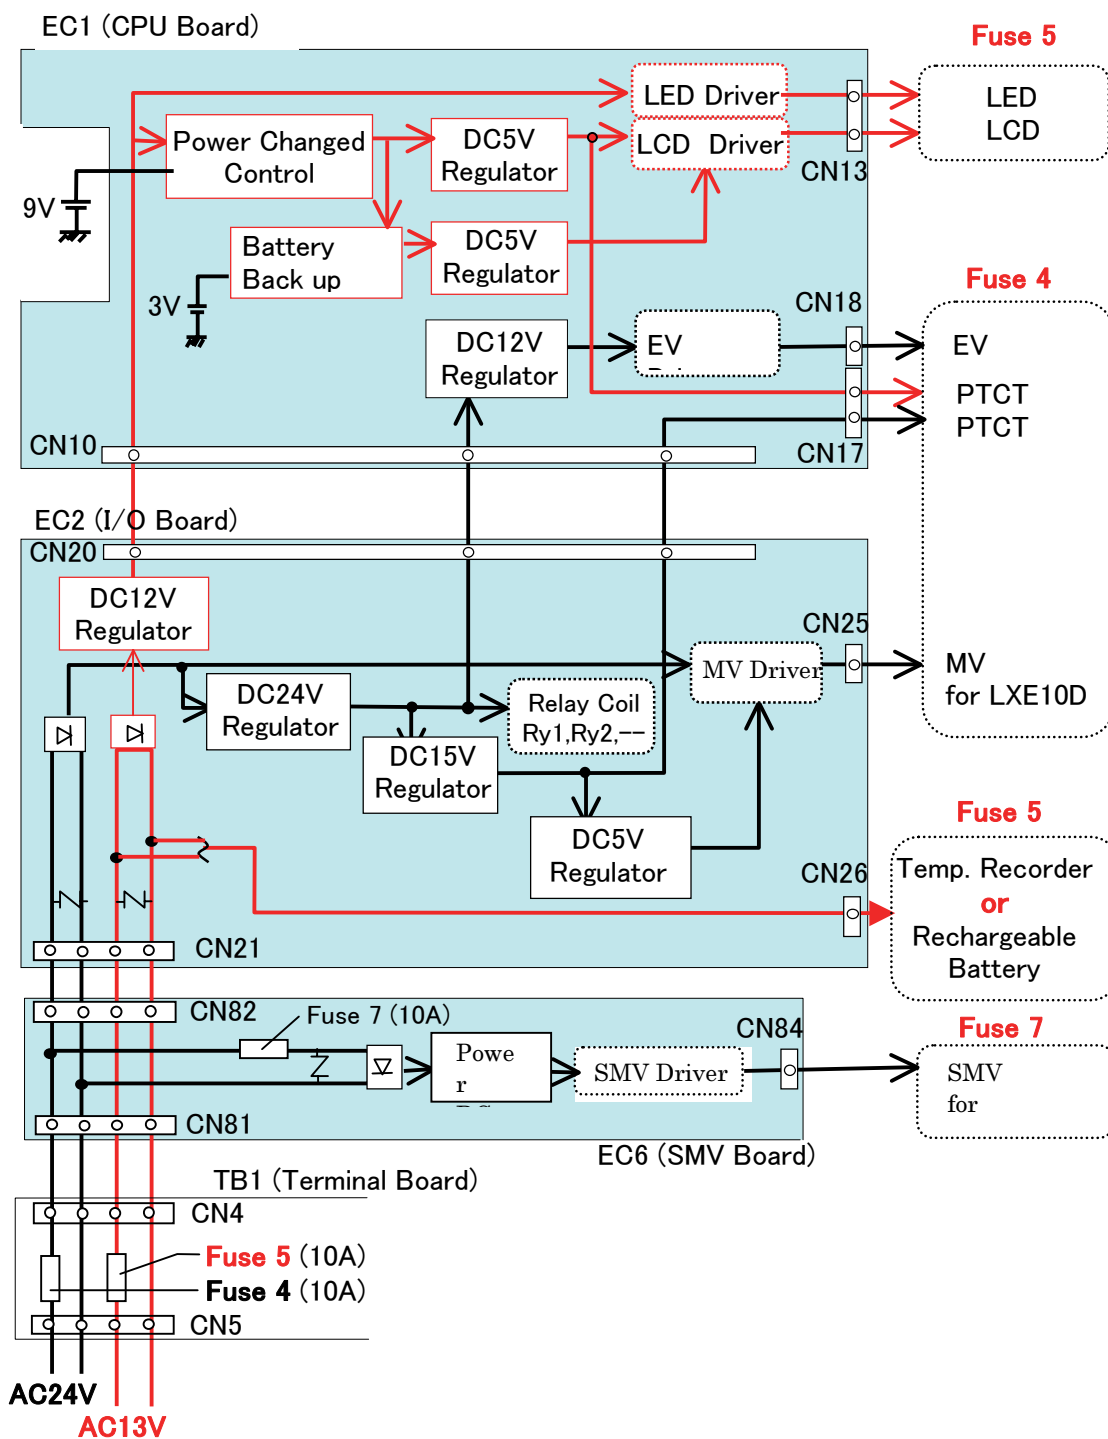 EC1 (CPU Board)
Fuse 5
LED Driver
LED
LCD
Power Changed
Control
DC5V
Regulator
LCD Driver
CN13
9V
Battery
Back up
DC5V
Regulator
3V
Fuse 4
CN18
DC12V
Regulator
EV
EV
PTCT
PTCT
CN10
CN17
EC2 (I/O Board)
CN20
DC12V
Regulator
CN25
MV Driver
MV
for LXE10D
DC24V
Regulator
Relay Coil
Ry1,Ry2,--
DC15V
Regulator
DC5V
Regulator
Fuse 5
CN26
Temp. Recorder
or
Rechargeable
Battery
CN21
CN82
Fuse 7 (10A)
CN84
Fuse 7
Powe
r
SMV Driver
SMV
for
CN81
EC6 (SMV Board)
TB1 (Terminal Board)
CN4
Fuse 5 (10A)
Fuse 4 (10A)
CN5
AC24V
AC13V